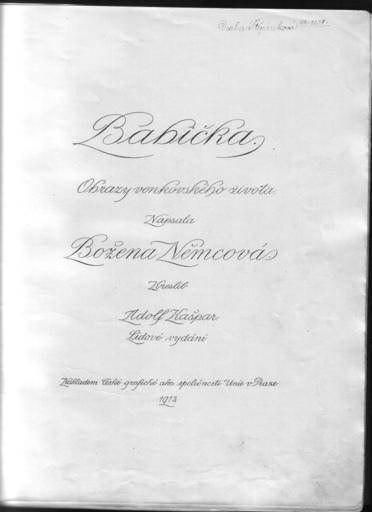 Babička.
Obrazy venkovského života.
Napsala
Božena Němcová
Kreslil
Adolf Kašpar.
Lidové vydání
Nákladem České grafické akc. společnosti Unie v Praze
1913